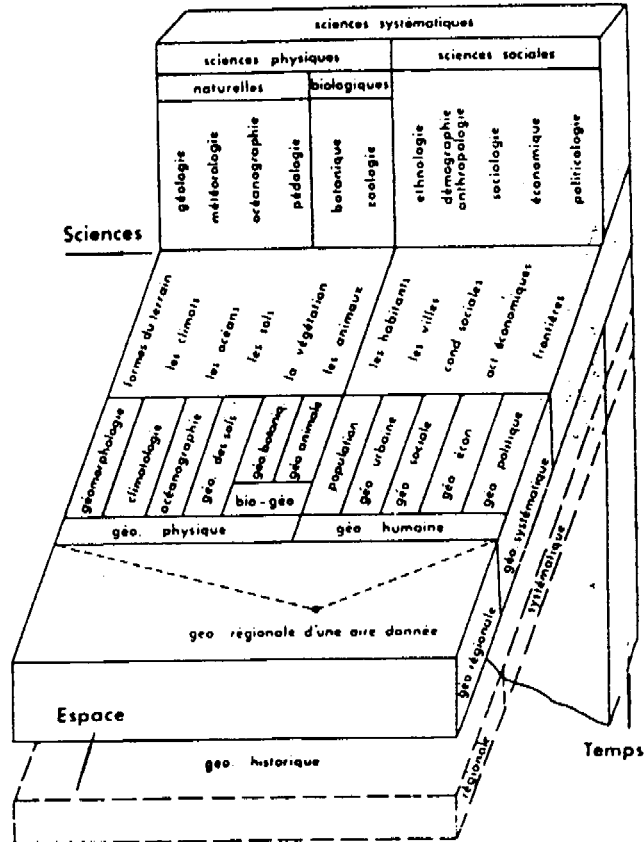 sciences systématiques
sciences physiques
sciences sociales
naturelles
biologiques
géologie
météorologie
océanographie
pédalogie
botanique
zoologie
ethnologie
démographie
anthropologie
sociologie
économique
politicologie
Sciences
formes du terrain
les climats
les océans
les sols
la végétation
les animaux
les habitants
les villes
cond sociales
act économiques
frontières
géomorphologie
climatologie
océanographie
géo. des sols
géo botaniq.
géo animale
bio-géo
population
géo urbaine
géo sociale
géo écon
géo politique
géo. physique
géo humaine
géo systématique
systématique
geo régionale d'une aire donnée
geo régionale
Espace
geo. historique
régionale
Temps